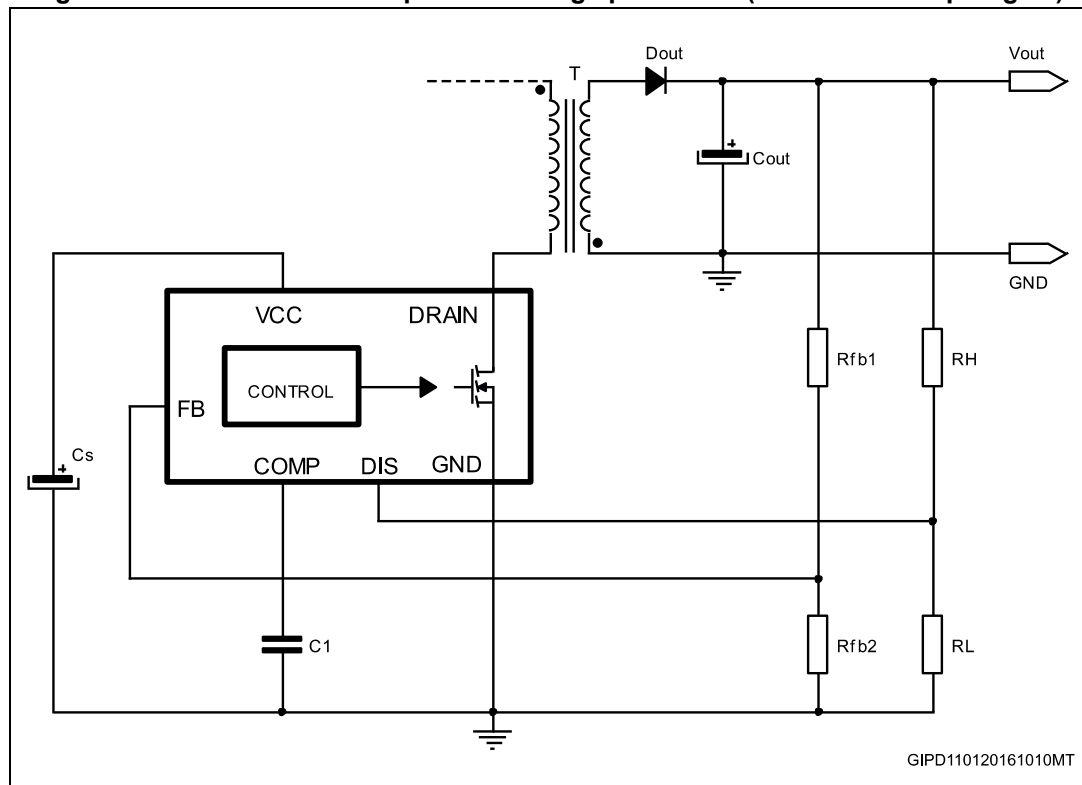 Dout
Vout
T
+
Cout
GND
VCC
DRAIN
Rfb1
RH
CONTROL
FB
Cs
+
COMP
DIS
GND
C1
Rfb2
RL
GIPD110120161010MT